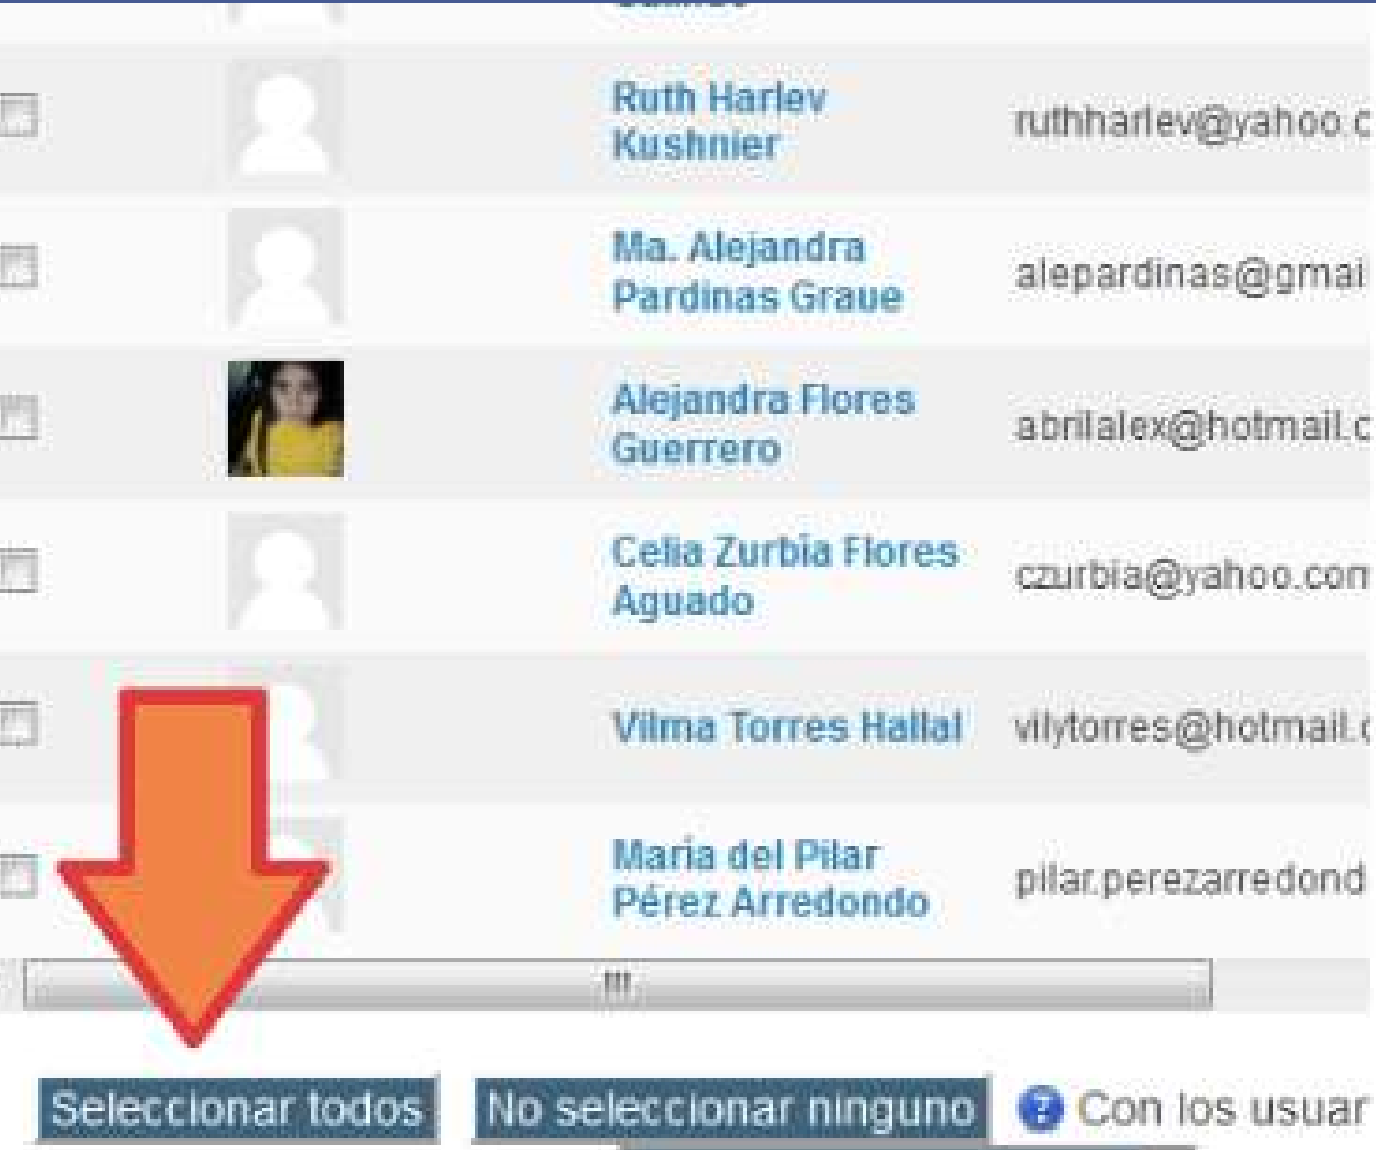 Ruth Harlev
Kushnier
ruthharlev@yahoo.c
Ma. Alejandra
Pardinas Graue
alepardinas@gmai
Alejandra Flores
Guerrero
abrilalex@hotmail.c
Celia Zurbia Flores
Aguado
czurbia@yahoo.com
Vilma Torres Hallal
vilytorres@hotmail.c
María del Pilar
Pérez Arredondo
pilar.perezarredond
Seleccionar todos
No seleccionar ninguno
Con los usuar